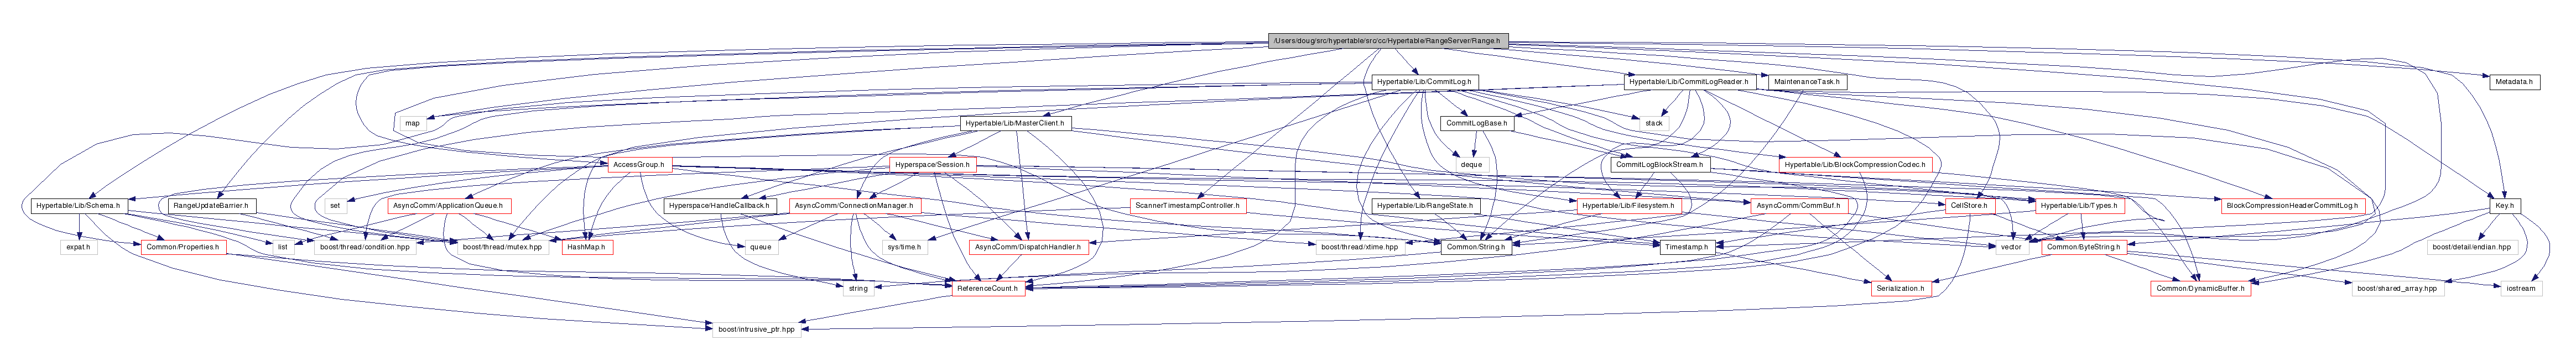 /Users/doug/src/hypertable/src/cc/Hypertable/RangeServer/Range.h
Hypertable/Lib/CommitLog.h
Hypertable/Lib/CommitLogReader.h
MaintenanceTask.h
Metadata.h
map
Hypertable/Lib/MasterClient.h
CommitLogBase.h
stack
AccessGroup.h
Hyperspace/Session.h
deque
CommitLogBlockStream.h
Hypertable/Lib/BlockCompressionCodec.h
Hypertable/Lib/Schema.h
RangeUpdateBarrier.h
set
AsyncComm/ApplicationQueue.h
Hyperspace/HandleCallback.h
AsyncComm/ConnectionManager.h
ScannerTimestampController.h
Hypertable/Lib/RangeState.h
Hypertable/Lib/Filesystem.h
AsyncComm/CommBuf.h
CellStore.h
Hypertable/Lib/Types.h
BlockCompressionHeaderCommitLog.h
Key.h
expat.h
Common/Properties.h
list
boost/thread/condition.hpp
boost/thread/mutex.hpp
HashMap.h
queue
sys/time.h
AsyncComm/DispatchHandler.h
boost/thread/xtime.hpp
Common/String.h
Timestamp.h
vector
Common/ByteString.h
boost/detail/endian.hpp
string
ReferenceCount.h
Serialization.h
Common/DynamicBuffer.h
boost/shared_array.hpp
iostream
boost/intrusive_ptr.hpp